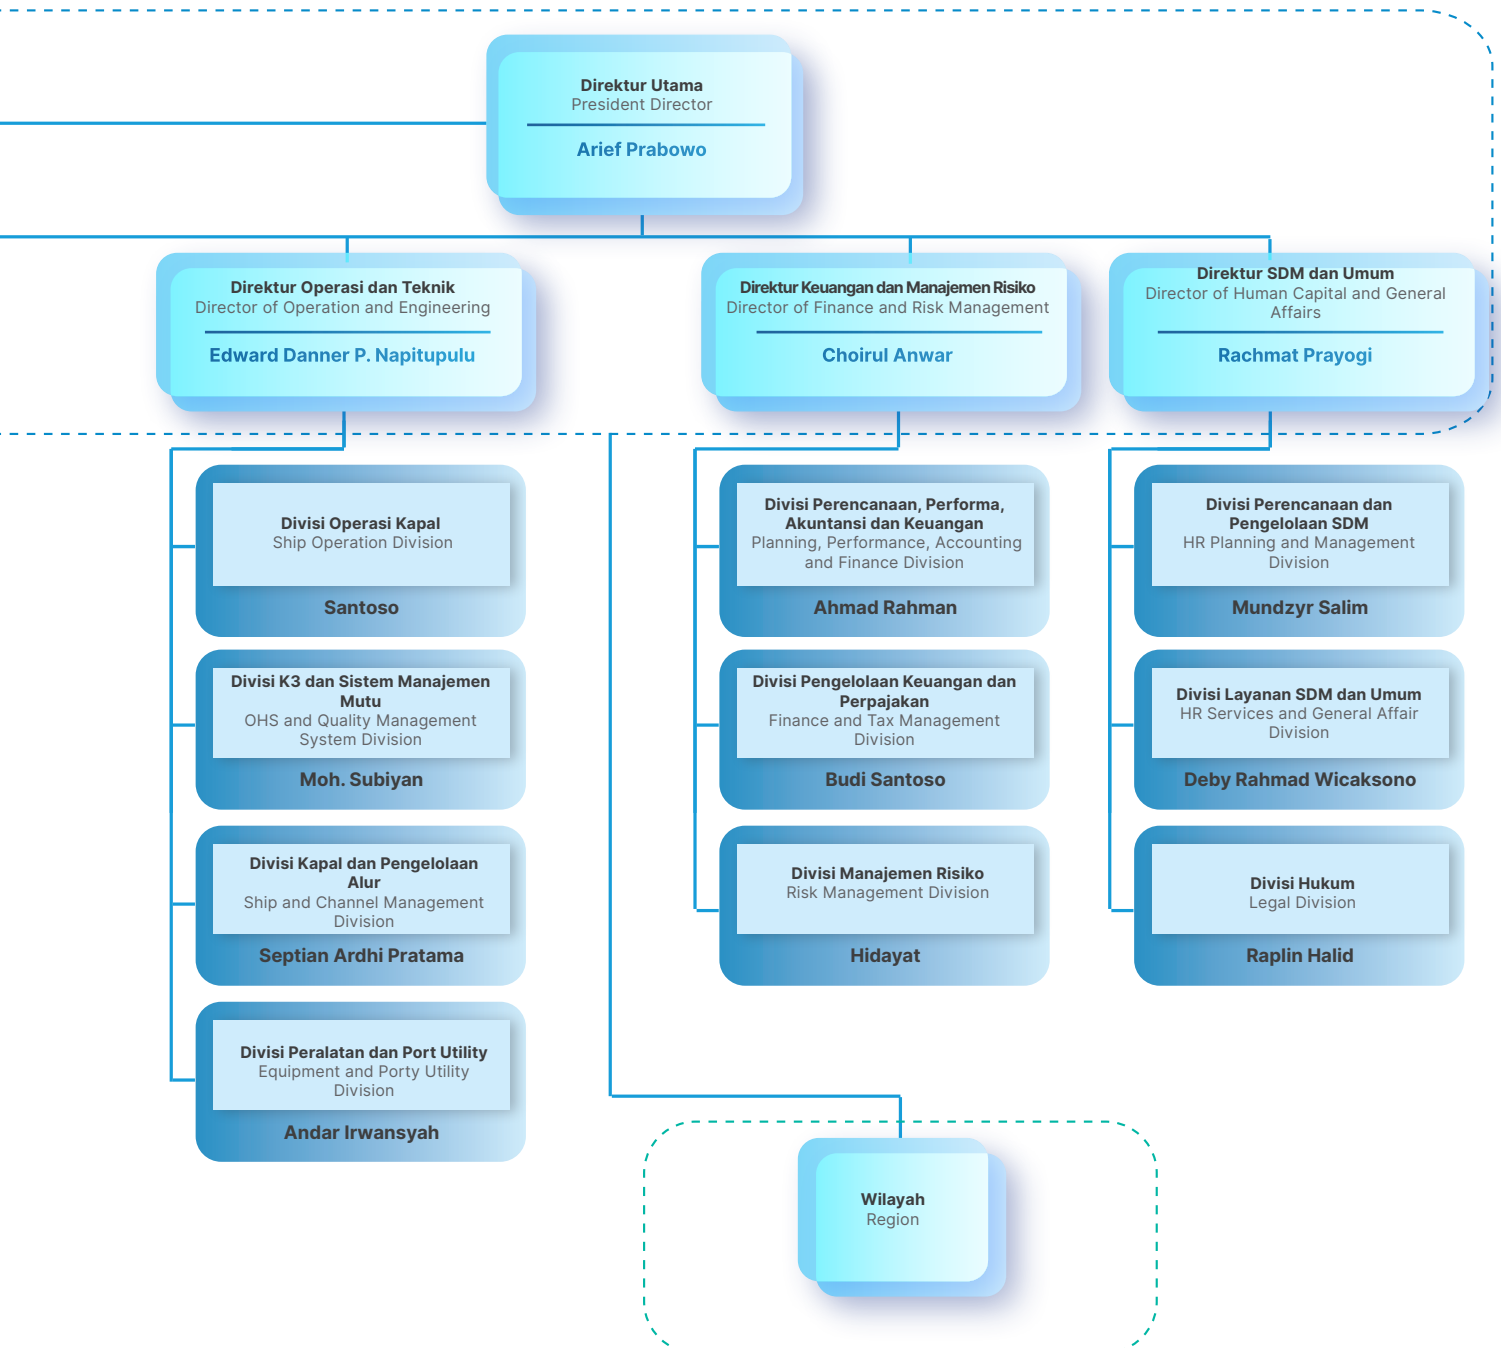 Direktur Utama
President Director
Arief Prabowo
Direktur Operasi dan Teknik
Director of Operation and Engineering
Edward Danner P. Napitupulu
Direktur Keuangan dan Manajemen Risiko
Director of Finance and Risk Management
Choirul Anwar
Direktur SDM dan Umum
Director of Human Capital and General
Affairs
Rachmat Prayogi
Divisi Operasi Kapal
Ship Operation Division
Santoso
Divisi K3 dan Sistem Manajemen
Mutu
OHS and Quality Management
System Division
Moh. Subiyan
Divisi Kapal dan Pengelolaan
Alur
Ship and Channel Management
Division
Septian Ardhi Pratama
Divisi Peralatan dan Port Utility
Equipment and Porty Utility
Division
Andar Irwansyah
Divisi Perencanaan, Performa,
Akuntansi dan Keuangan
Planning, Performance, Accounting
and Finance Division
Ahmad Rahman
Divisi Pengelolaan Keuangan dan
Perpajakan
Finance and Tax Management
Division
Budi Santoso
Divisi Manajemen Risiko
Risk Management Division
Hidayat
Divisi Perencanaan dan
Pengelolaan SDM
HR Planning and Management
Division
Mundzyr Salim
Divisi Layanan SDM dan Umum
HR Services and General Affair
Division
Deby Rahmad Wicaksono
Divisi Hukum
Legal Division
Raplin Halid
Wilayah
Region